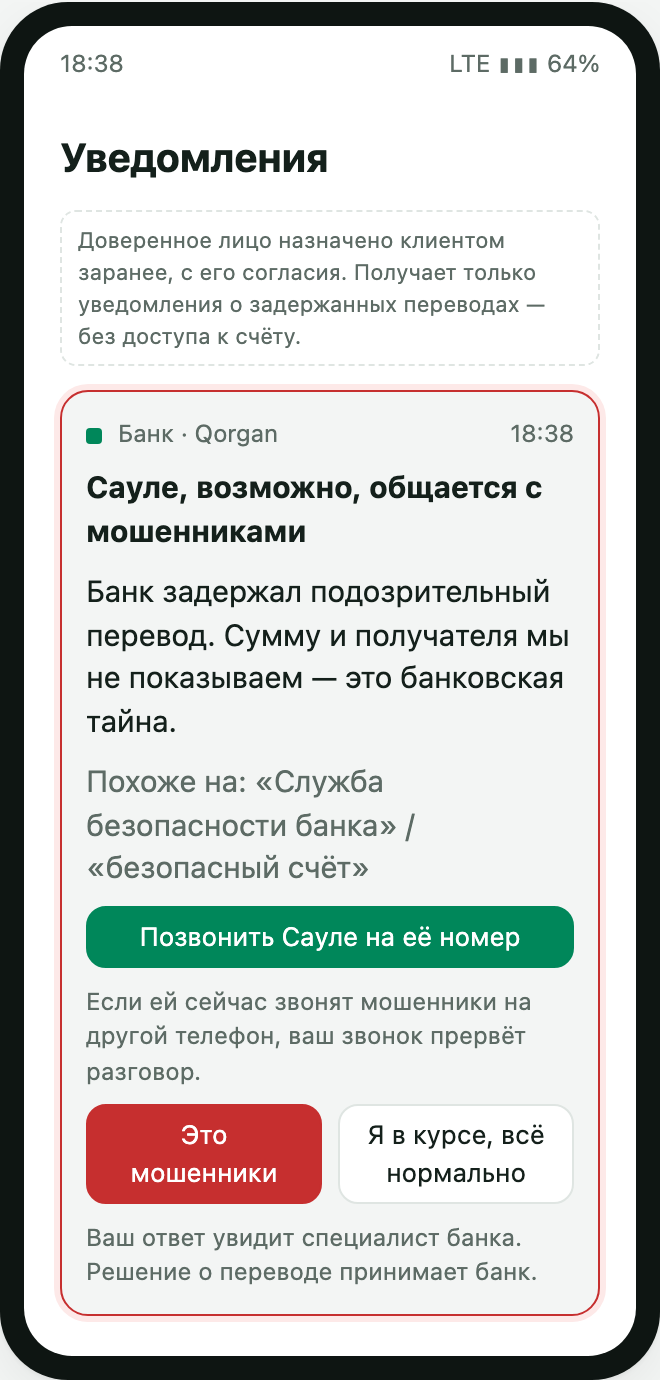 18:38 LTE 64%
Уведомления
Доверенное лицо назначено клиентом
заранее, с его согласия. Получает только
уведомления о задержанных переводах —
без доступа к счёту.
Банк · Qorgan 18:38
Сауле, возможно, общается с
мошенниками
Банк задержал подозрительный
перевод. Сумму и получателя мы
не показываем — это банковская
тайна.
Похоже на: «Служба
безопасности банка» /
«безопасный счёт»
Позвонить Сауле на её номер
Если ей сейчас звонят мошенники на
другой телефон, ваш звонок прервёт
разговор.
Это
мошенники
Я в курсе, всё
нормально
Ваш ответ увидит специалист банка.
Решение о переводе принимает банк.